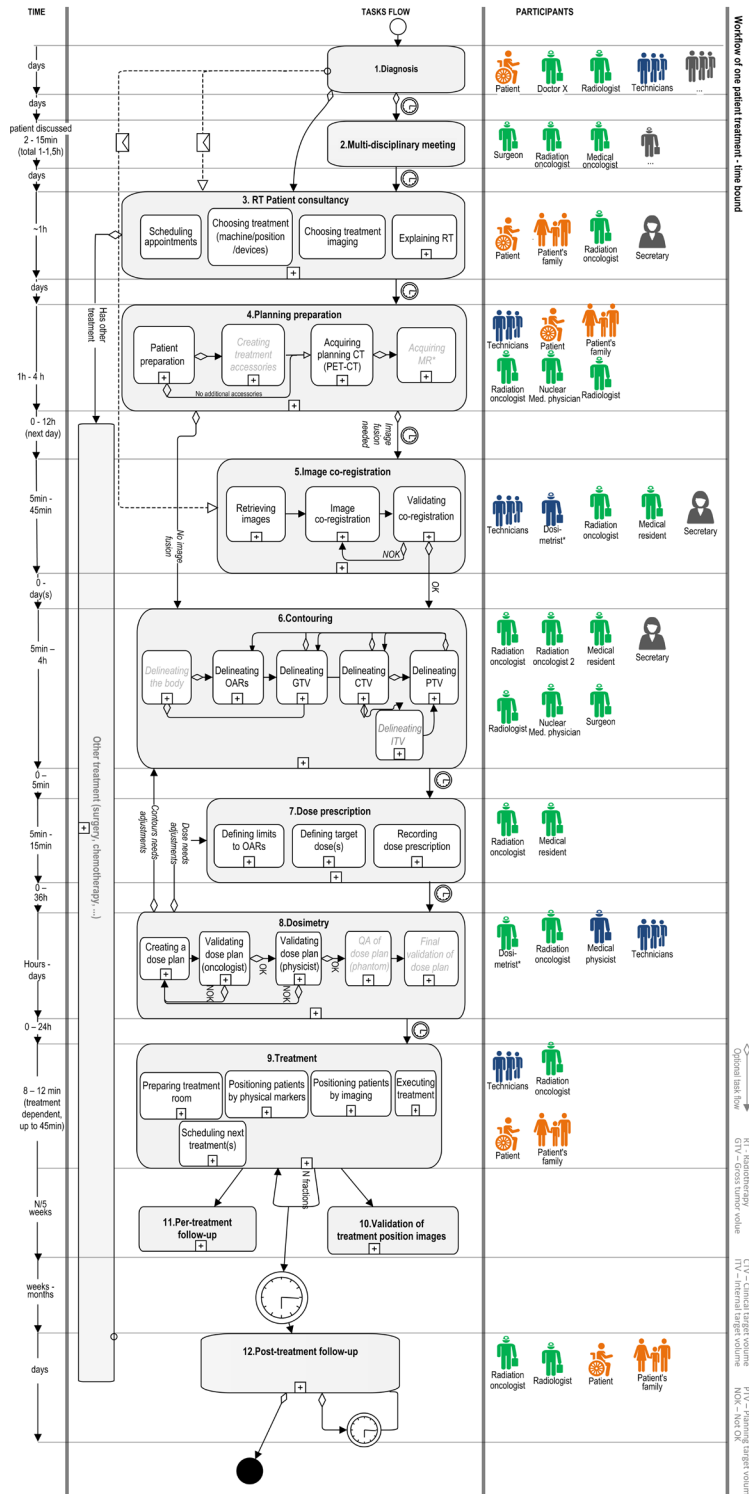 TIME
TASKS FLOW
PARTICIPANTS
Workflow of one patient treatment - time bound
days
1.Diagnosis
Patient
Doctor X
Radiologist
Technicians
...
days
patient discussed
2 - 15min
(total 1-1,5h)
2.Multi-disciplinary meeting
Surgeon
Radiation
oncologist
Medical
oncologist
...
days
~1h
3. RT Patient consultancy
Scheduling
appointments
Choosing treatment
(machine/position
/devices)
Choosing treatment
imaging
Explaining RT
Patient
Patient's
family
Radiation
oncologist
Secretary
days
Has other
treatment
1h - 4 h
4.Planning preparation
Patient
preparation
Creating
treatment
accessories
Acquiring
planning CT
(PET-CT)
Acquiring
MR*
No additional accessories
Technicians
Patient
Patient's
family
Radiation
oncologist
Nuclear
Med. physician
Radiologist
0 - 12h
(next day)
Image
fusion
needed
No image
fusion
5min -
45min
5.Image co-registration
Retrieving
images
Image
co-registration
Validating
co-registration
NOK
OK
Technicians
Dosi-
metrist*
Radiation
oncologist
Medical
resident
Secretary
0 -
day(s)
5min –
4h
6.Contouring
Delineating
the body
Delineating
OARs
Delineating
GTV
Delineating
CTV
Delineating
PTV
Delineating
ITV
Radiation
oncologist
Radiation
oncologist 2
Medical
resident
Secretary
Radiologist
Nuclear
Med. physician
Surgeon
Other treatment (surgery, chemotherapy, ...)
0 –
5min
Contours needs
adjustments
Dose needs
adjustments
5min -
15min
7.Dose prescription
Defining limits
to OARs
Defining target
dose(s)
Recording
dose prescription
Radiation
oncologist
Medical
resident
0 –
36h
Hours -
days
8.Dosimetry
Creating a
dose plan
Validating
dose plan
(oncologist)
Validating
dose plan
(physicist)
QA of
dose plan
(phantom)
Final
validation of
dose plan
OK
OK
NOK
NOK
Dosi-
metrist*
Radiation
oncologist
Medical
physicist
Technicians
0 – 24h
8 – 12 min
(treatment
dependent,
up to 45min)
9.Treatment
Preparing treatment
room
Positioning patients
by physical markers
Positioning patients
by imaging
Executing
treatment
Scheduling next
treatment(s)
Technicians
Radiation
oncologist
Patient
Patient's
family
Optional task flow
RT - Radiotherapy
GTV – Gross tumor volue
N fractions
N/5
weeks
11.Per-treatment
follow-up
10.Validation of
treatment position images
weeks -
months
CTV – Clinical target volume
ITV – Internal target volume
days
12.Post-treatment follow-up
Radiation
oncologist
Radiologist
Patient
Patient's
family
PTV – Planning target volum
NOK – Not OK